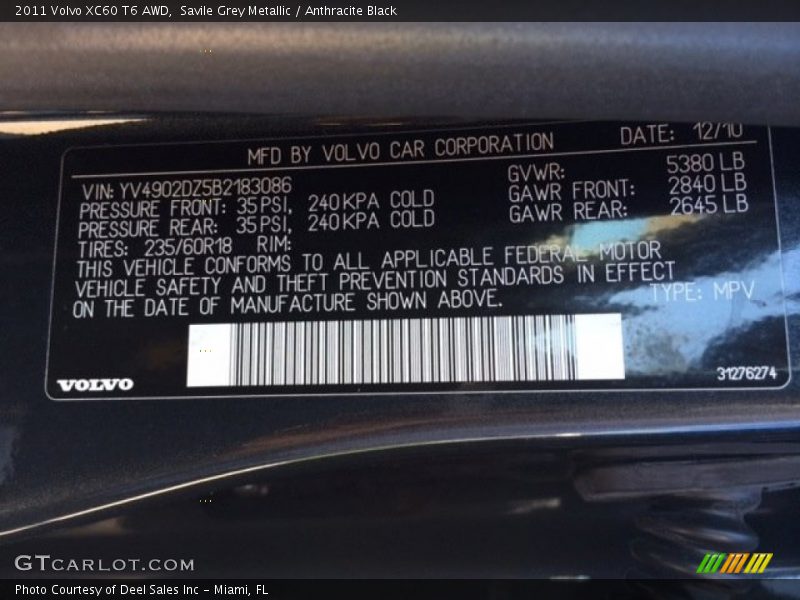 2011 Volvo XC60 T6 AWD,  Savile Grey Metallic / Anthracite Black
MFD BY VOLVO CAR CORPORATION DATE: 12/10
VIN: YV4902DZ5B2183086 GVWR: 5380 LB
PRESSURE FRONT: 35 PSI, 240 KPA COLD GAWR FRONT: 2840 LB
PRESSURE REAR: 35 PSI, 240 KPA COLD GAWR REAR: 2645 LB
TIRES: 235/60R18 RIM:
THIS VEHICLE CONFORMS TO ALL APPLICABLE FEDERAL MOTOR
VEHICLE SAFETY AND THEFT PREVENTION STANDARDS IN EFFECT
ON THE DATE OF MANUFACTURE SHOWN ABOVE. TYPE: MPV
VOLVO 31276274
GTCARLOT.COM
Photo Courtesy of Deel Sales Inc – Miami, FL